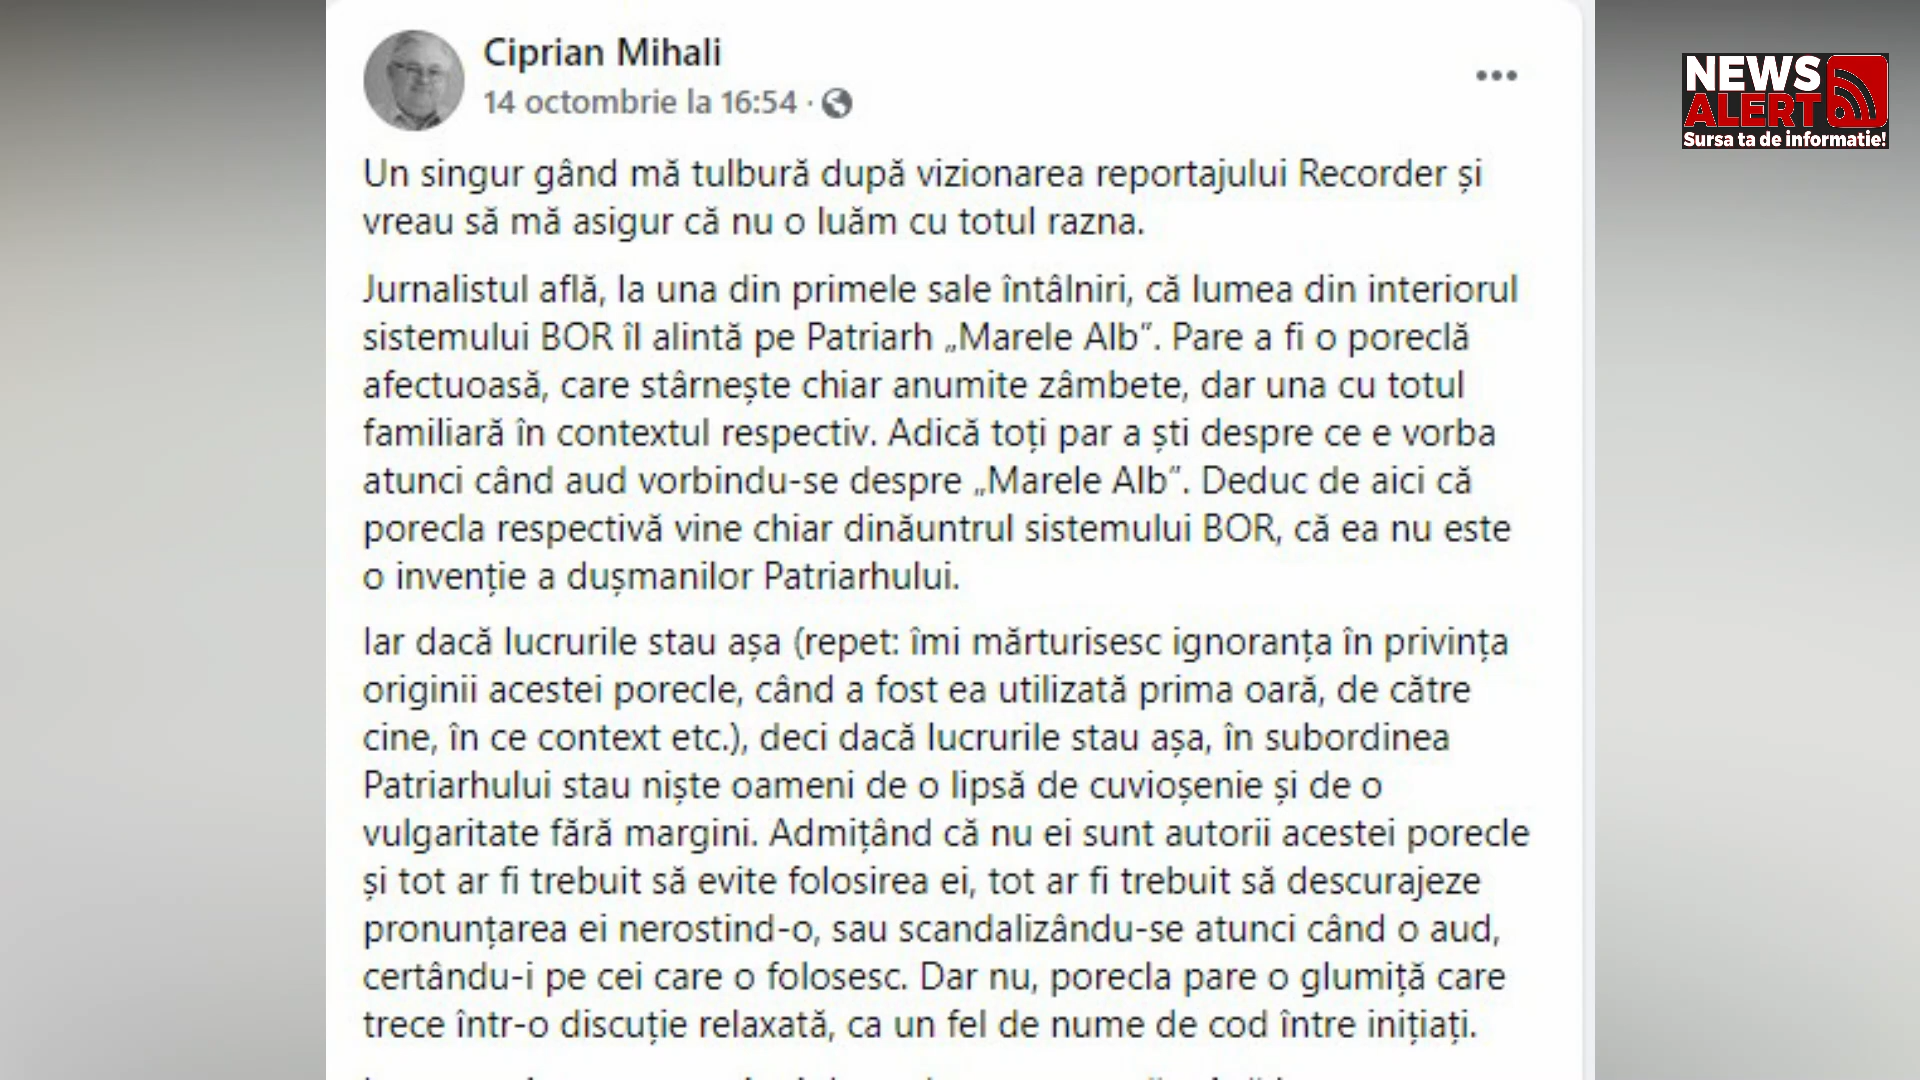 Ciprian Mihali
14 octombrie la 16:54 ·
Un singur gând mă tulbură după vizionarea reportajului Recorder și
vreau să mă asigur că nu o luăm cu totul razna.
Jurnalistul află, la una din primele sale întâlniri, că lumea din interiorul
sistemului BOR îl alintă pe Patriarh „Marele Alb”. Pare a fi o poreclă
afectuoasă, care stârnește chiar anumite zâmbete, dar una cu totul
familiară în contextul respectiv. Adică toți par a ști despre ce e vorba
atunci când aud vorbindu-se despre „Marele Alb”. Deduc de aici că
porecla respectivă vine chiar dinăuntrul sistemului BOR, că ea nu este
o invenție a dușmanilor Patriarhului.
Iar dacă lucrurile stau așa (repet: îmi mărturisesc ignoranța în privința
originii acestei porecle, când a fost ea utilizată prima oară, de către
cine, în ce context etc.), deci dacă lucrurile stau așa, în subordinea
Patriarhului stau niște oameni de o lipsă de cuvioșenie și de o
vulgaritate fără margini. Admițând că nu ei sunt autorii acestei porecle
și tot ar fi trebuit să evite folosirea ei, tot ar fi trebuit să descurajeze
pronunțarea ei nerostind-o, sau scandalizându-se atunci când o aud,
certându-i pe cei care o folosesc. Dar nu, porecla pare o glumiță care
trece într-o discuție relaxată, ca un fel de nume de cod între inițiați.
NEWS
ALERT
Sursa ta de informatie!